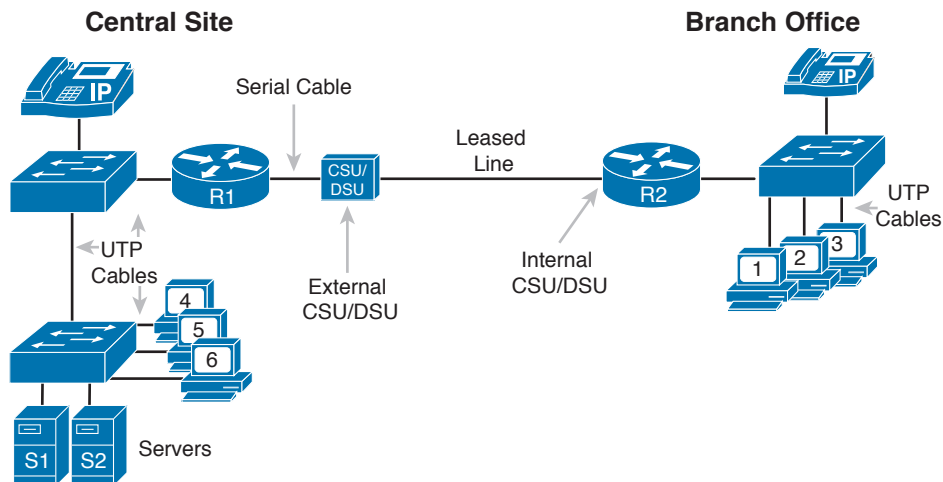 Central Site
Branch Office
IP
IP
Serial Cable
Leased
Line
CSU/
DSU
R1
R2
UTP
Cables
UTP
Cables
1
2
3
External
CSU/DSU
Internal
CSU/DSU
4
5
6
S1
S2
Servers